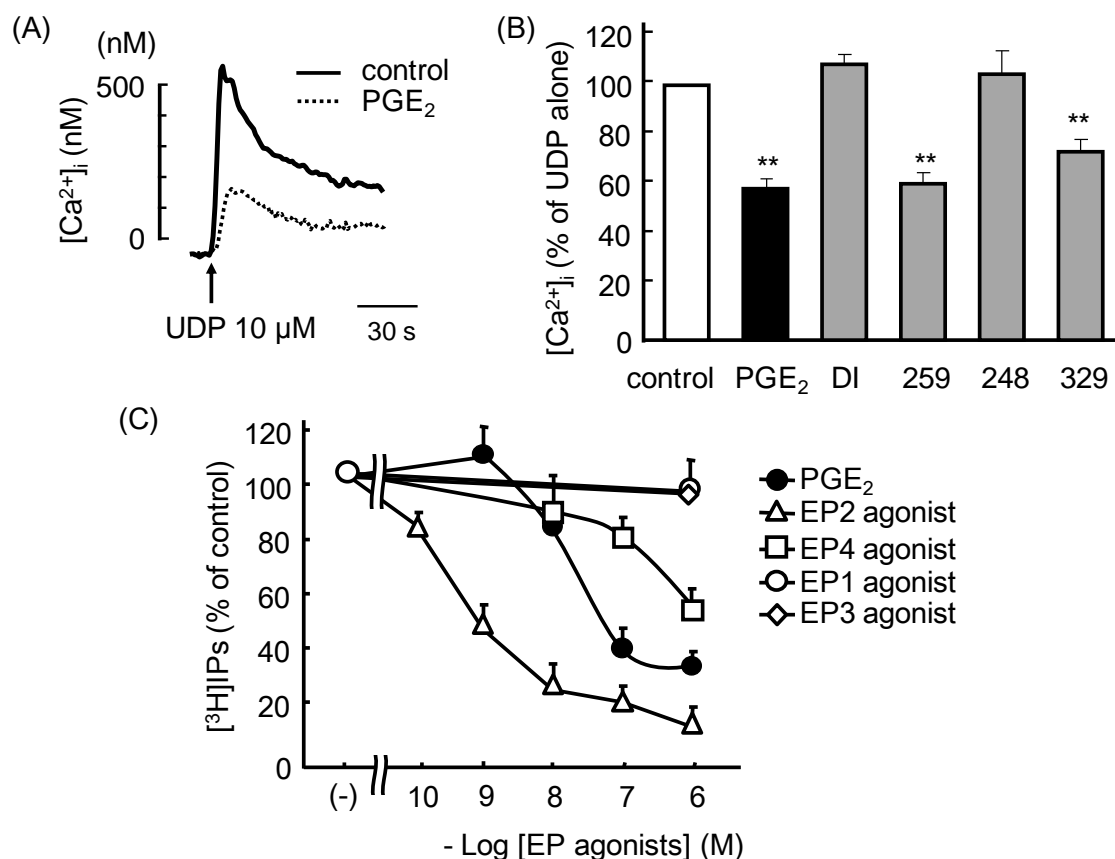 (A)
(nM)
500
250
0
[Ca²⁺]ᵢ (nM)
control
PGE₂
UDP 10 µM
30 s
(B)
120
100
80
60
40
20
0
[Ca²⁺]ᵢ (% of UDP alone)
**
**
**
control PGE₂ DI 259 248 329
(C)
120
100
80
60
40
20
0
[³H]IPs (% of control)
(-) 10 9 8 7 6
- Log [EP agonists] (M)
PGE₂
EP2 agonist
EP4 agonist
EP1 agonist
EP3 agonist